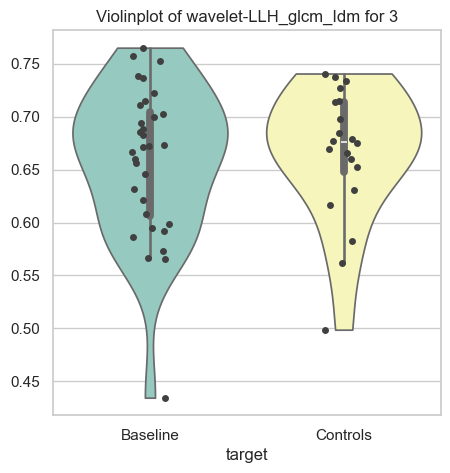 Violinplot of wavelet-LLH_glcm_Idm for 3
0.75
0.70
0.65
0.60
0.55
0.50
0.45
Baseline Controls
target